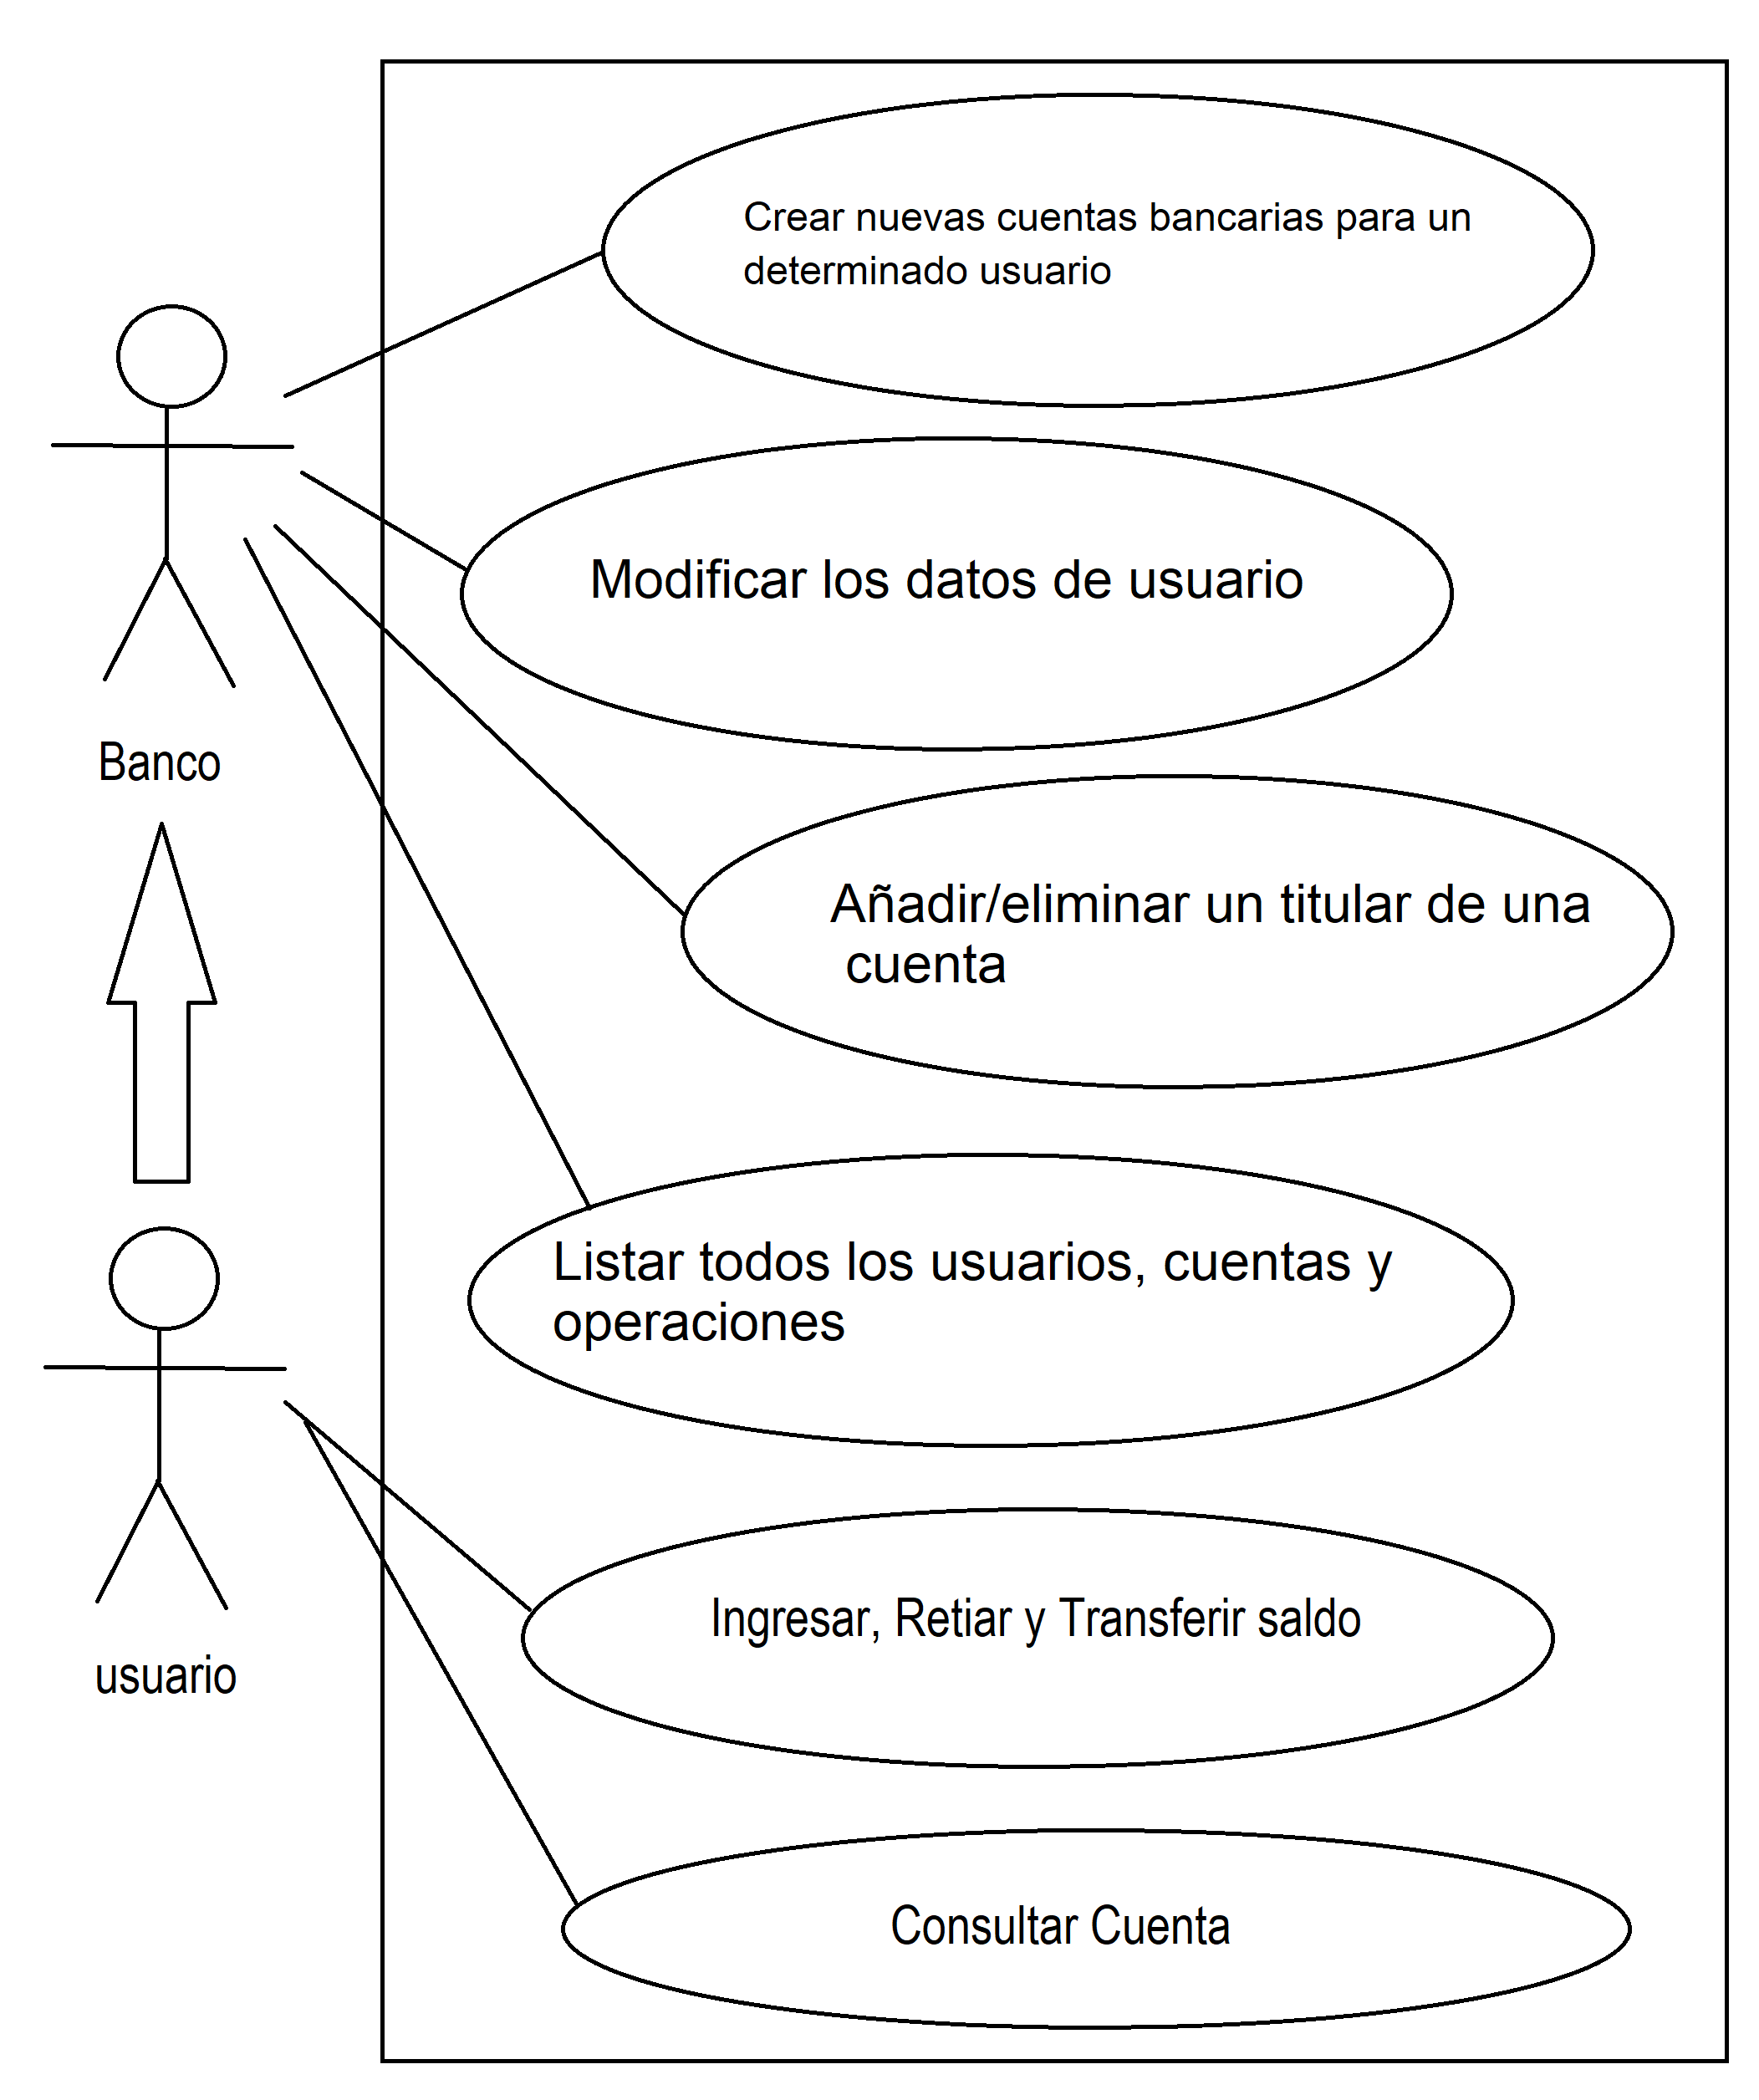 Crear nuevas cuentas bancarias para un
determinado usuario
Modificar los datos de usuario
Banco
Añadir/eliminar un titular de una
cuenta
Listar todos los usuarios, cuentas y
operaciones
Ingresar, Retiar y Transferir saldo
usuario
Consultar Cuenta